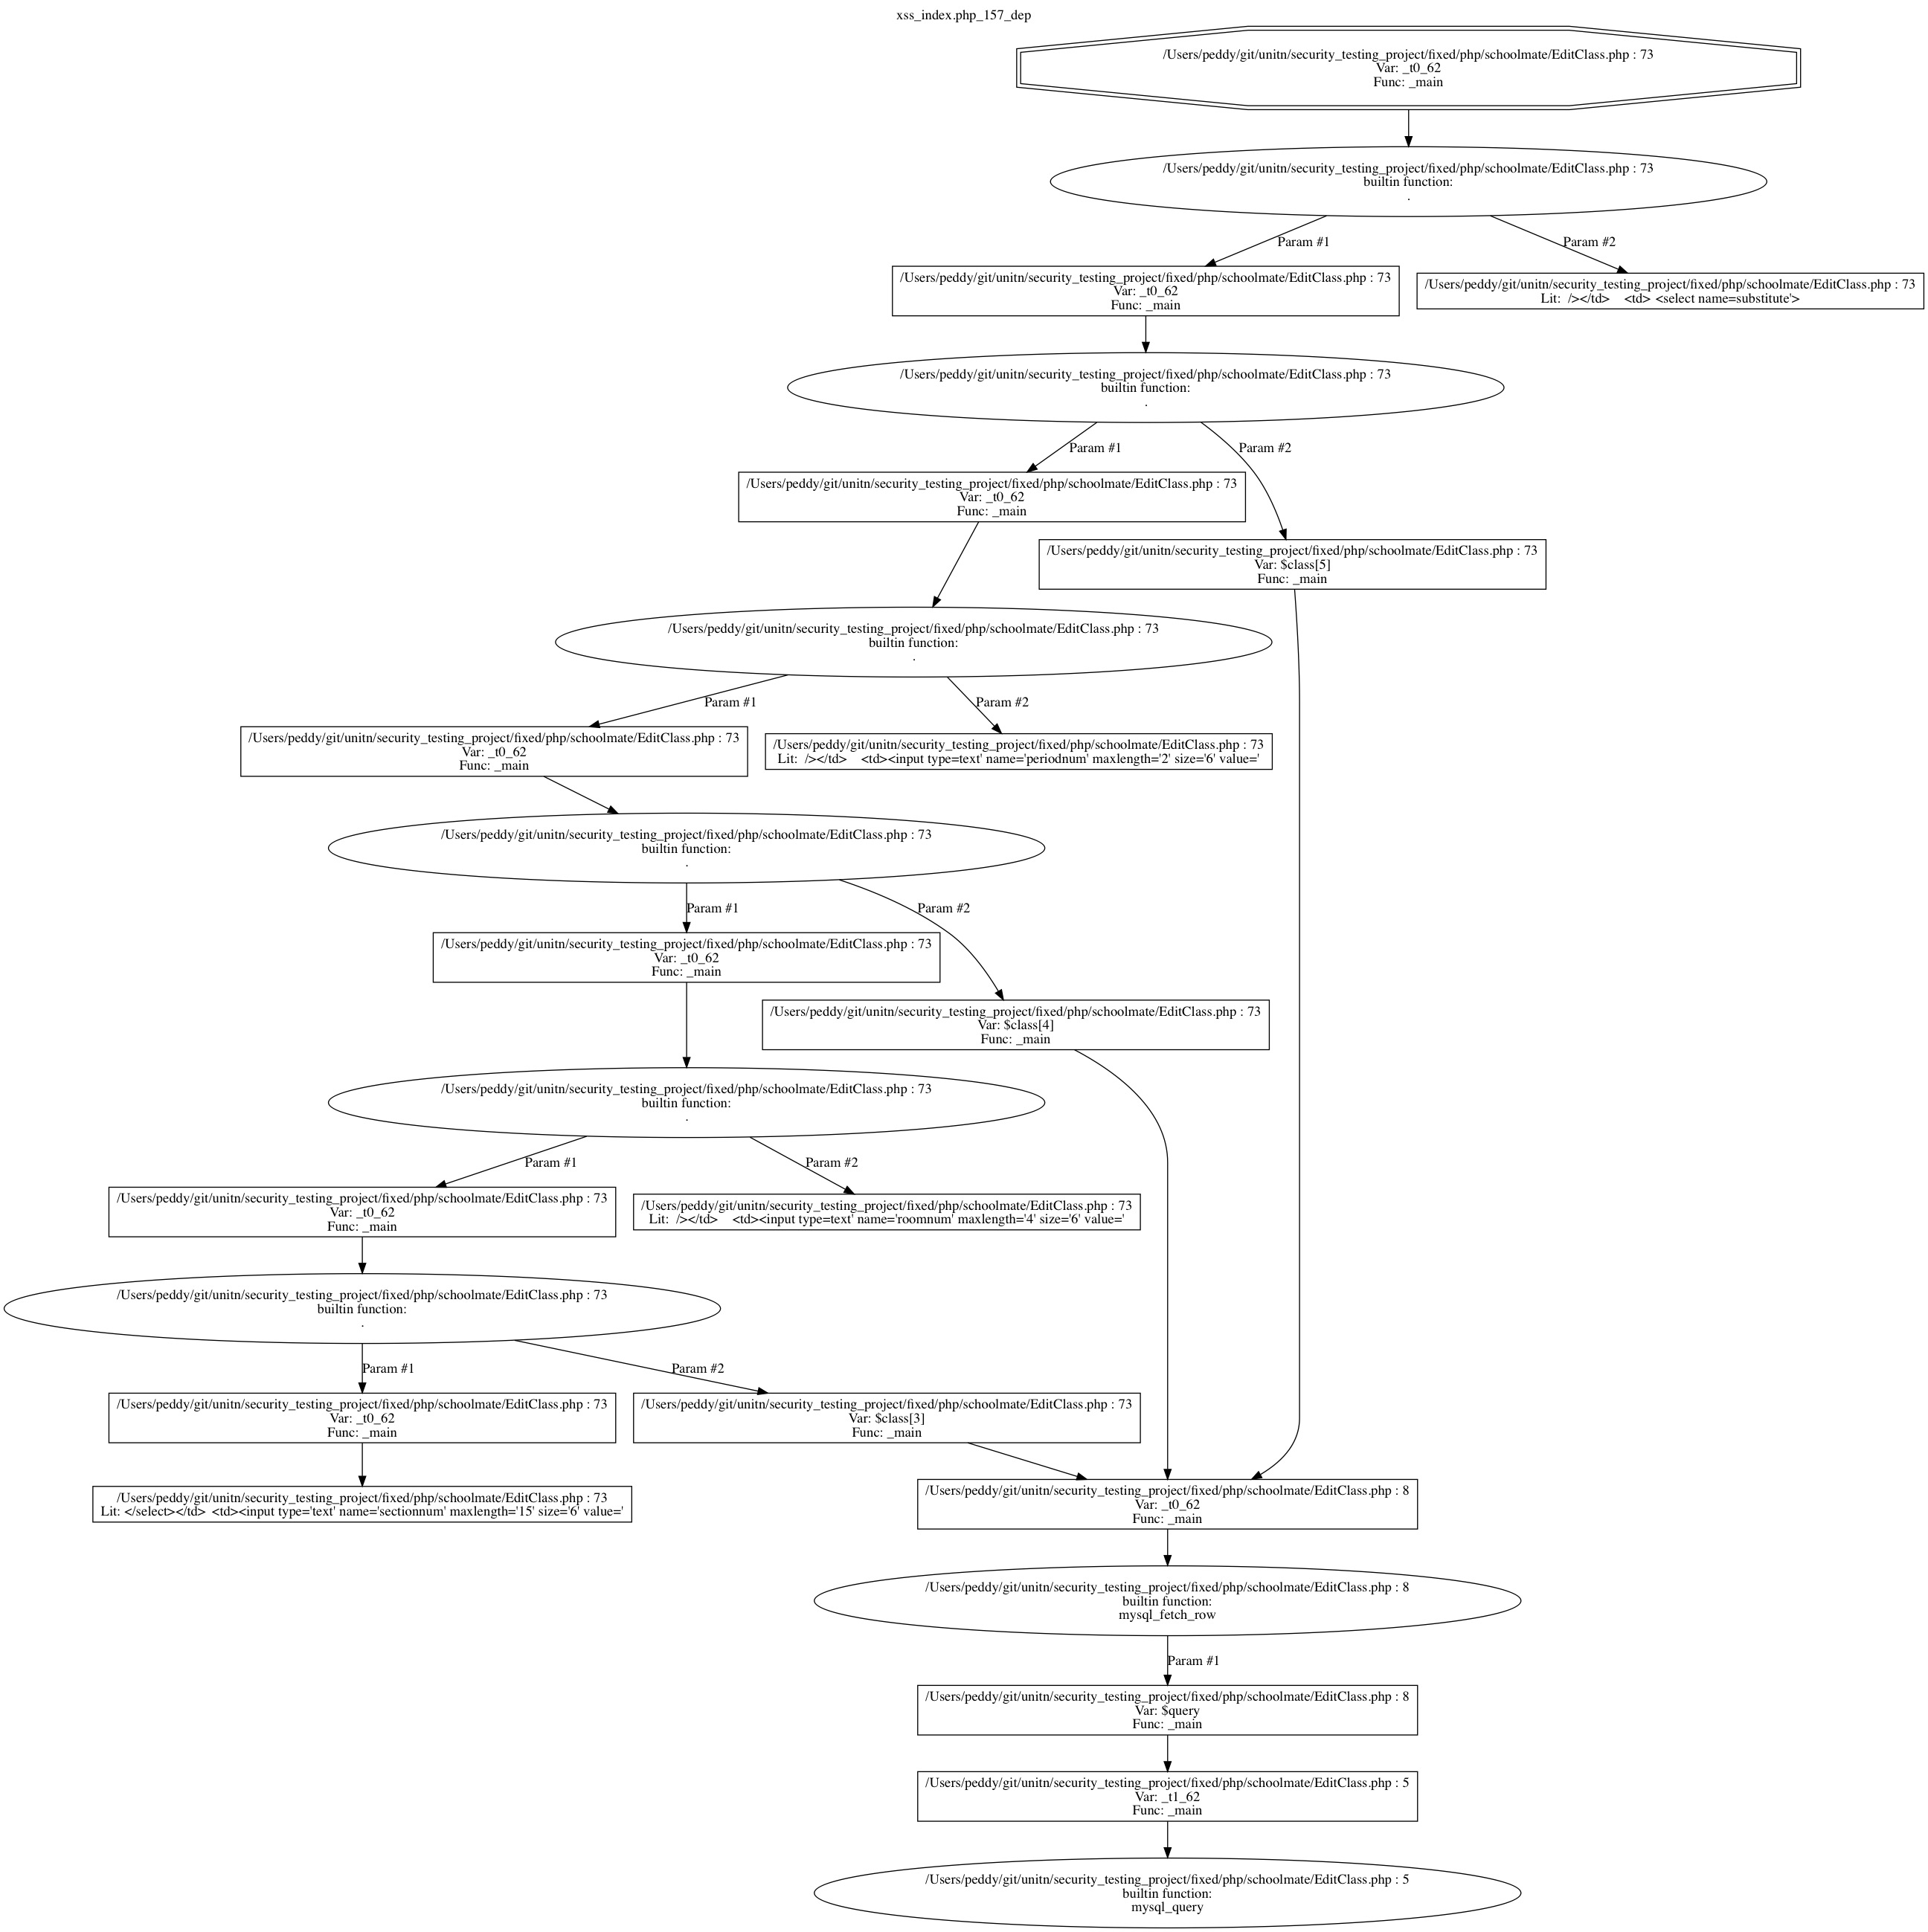 xss_index.php_157_dep
/Users/peddy/git/unitn/security_testing_project/fixed/php/schoolmate/EditClass.php : 73
Var: _t0_62
Func: _main
/Users/peddy/git/unitn/security_testing_project/fixed/php/schoolmate/EditClass.php : 73
builtin function:
.
Param #1
Param #2
/Users/peddy/git/unitn/security_testing_project/fixed/php/schoolmate/EditClass.php : 73
Var: _t0_62
Func: _main
/Users/peddy/git/unitn/security_testing_project/fixed/php/schoolmate/EditClass.php : 73
Lit:  /></td>    <td> <select name=substitute'>
/Users/peddy/git/unitn/security_testing_project/fixed/php/schoolmate/EditClass.php : 73
builtin function:
.
Param #1
Param #2
/Users/peddy/git/unitn/security_testing_project/fixed/php/schoolmate/EditClass.php : 73
Var: _t0_62
Func: _main
/Users/peddy/git/unitn/security_testing_project/fixed/php/schoolmate/EditClass.php : 73
Var: $class[5]
Func: _main
/Users/peddy/git/unitn/security_testing_project/fixed/php/schoolmate/EditClass.php : 73
builtin function:
.
Param #1
Param #2
/Users/peddy/git/unitn/security_testing_project/fixed/php/schoolmate/EditClass.php : 73
Var: _t0_62
Func: _main
/Users/peddy/git/unitn/security_testing_project/fixed/php/schoolmate/EditClass.php : 73
Lit:  /></td>    <td><input type=text' name='periodnum' maxlength='2' size='6' value='
/Users/peddy/git/unitn/security_testing_project/fixed/php/schoolmate/EditClass.php : 73
builtin function:
.
Param #1
Param #2
/Users/peddy/git/unitn/security_testing_project/fixed/php/schoolmate/EditClass.php : 73
Var: _t0_62
Func: _main
/Users/peddy/git/unitn/security_testing_project/fixed/php/schoolmate/EditClass.php : 73
Var: $class[4]
Func: _main
/Users/peddy/git/unitn/security_testing_project/fixed/php/schoolmate/EditClass.php : 73
builtin function:
.
Param #1
Param #2
/Users/peddy/git/unitn/security_testing_project/fixed/php/schoolmate/EditClass.php : 73
Var: _t0_62
Func: _main
/Users/peddy/git/unitn/security_testing_project/fixed/php/schoolmate/EditClass.php : 73
Lit:  /></td>    <td><input type=text' name='roomnum' maxlength='4' size='6' value='
/Users/peddy/git/unitn/security_testing_project/fixed/php/schoolmate/EditClass.php : 73
builtin function:
.
Param #1
Param #2
/Users/peddy/git/unitn/security_testing_project/fixed/php/schoolmate/EditClass.php : 73
Var: _t0_62
Func: _main
/Users/peddy/git/unitn/security_testing_project/fixed/php/schoolmate/EditClass.php : 73
Var: $class[3]
Func: _main
/Users/peddy/git/unitn/security_testing_project/fixed/php/schoolmate/EditClass.php : 73
Lit: </select></td>  <td><input type='text' name='sectionnum' maxlength='15' size='6' value='
/Users/peddy/git/unitn/security_testing_project/fixed/php/schoolmate/EditClass.php : 8
Var: _t0_62
Func: _main
/Users/peddy/git/unitn/security_testing_project/fixed/php/schoolmate/EditClass.php : 8
builtin function:
mysql_fetch_row
Param #1
/Users/peddy/git/unitn/security_testing_project/fixed/php/schoolmate/EditClass.php : 8
Var: $query
Func: _main
/Users/peddy/git/unitn/security_testing_project/fixed/php/schoolmate/EditClass.php : 5
Var: _t1_62
Func: _main
/Users/peddy/git/unitn/security_testing_project/fixed/php/schoolmate/EditClass.php : 5
builtin function:
mysql_query